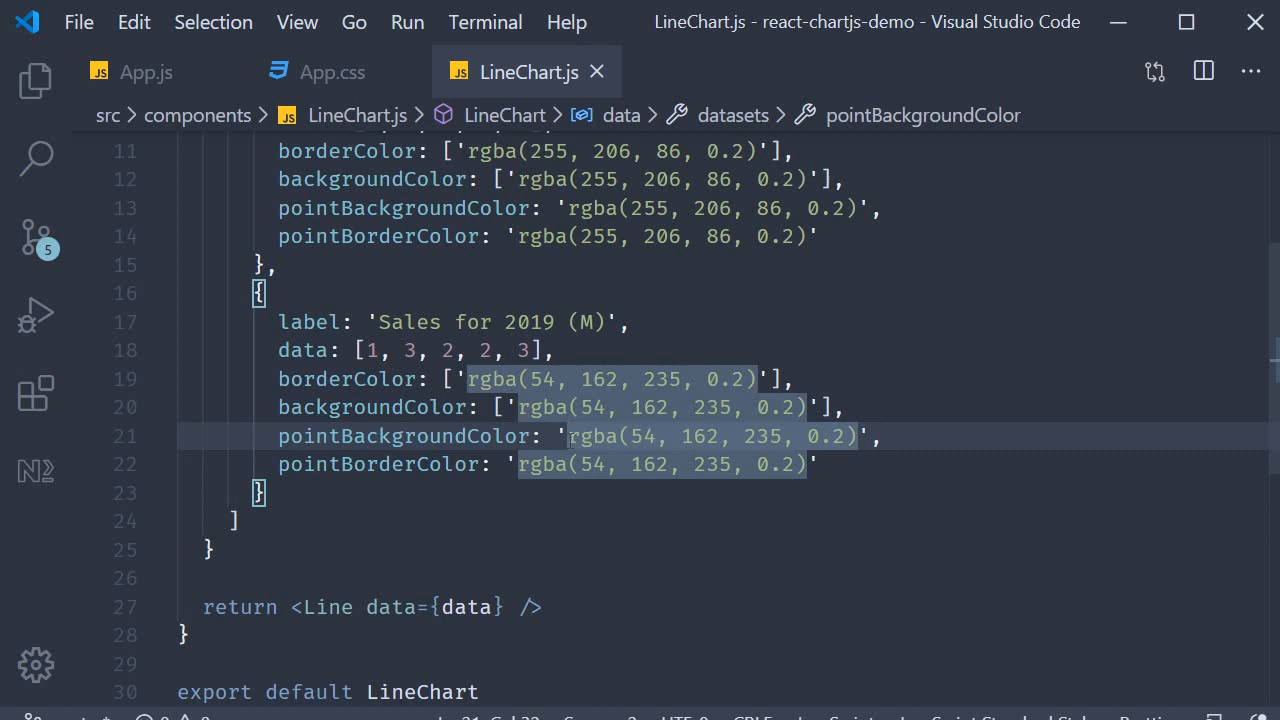 File Edit Selection View Go Run Terminal Help LineChart.js - react-chartjs-demo - Visual Studio Code
JS App.js App.css JS LineChart.js
src > components > JS LineChart.js > LineChart > data > datasets > pointBackgroundColor
11 borderColor: ['rgba(255, 206, 86, 0.2)'],
12 backgroundColor: ['rgba(255, 206, 86, 0.2)'],
13 pointBackgroundColor: 'rgba(255, 206, 86, 0.2)',
14 pointBorderColor: 'rgba(255, 206, 86, 0.2)'
15 },
16 {
17 label: 'Sales for 2019 (M)',
18 data: [1, 3, 2, 2, 3],
19 borderColor: ['rgba(54, 162, 235, 0.2)'],
5
20 backgroundColor: ['rgba(54, 162, 235, 0.2)'],
21 pointBackgroundColor: 'rgba(54, 162, 235, 0.2)',
22 pointBorderColor: 'rgba(54, 162, 235, 0.2)'
23 }
24 ]
25 }
26
27 return <Line data={data} />
28 }
29
30 export default LineChart